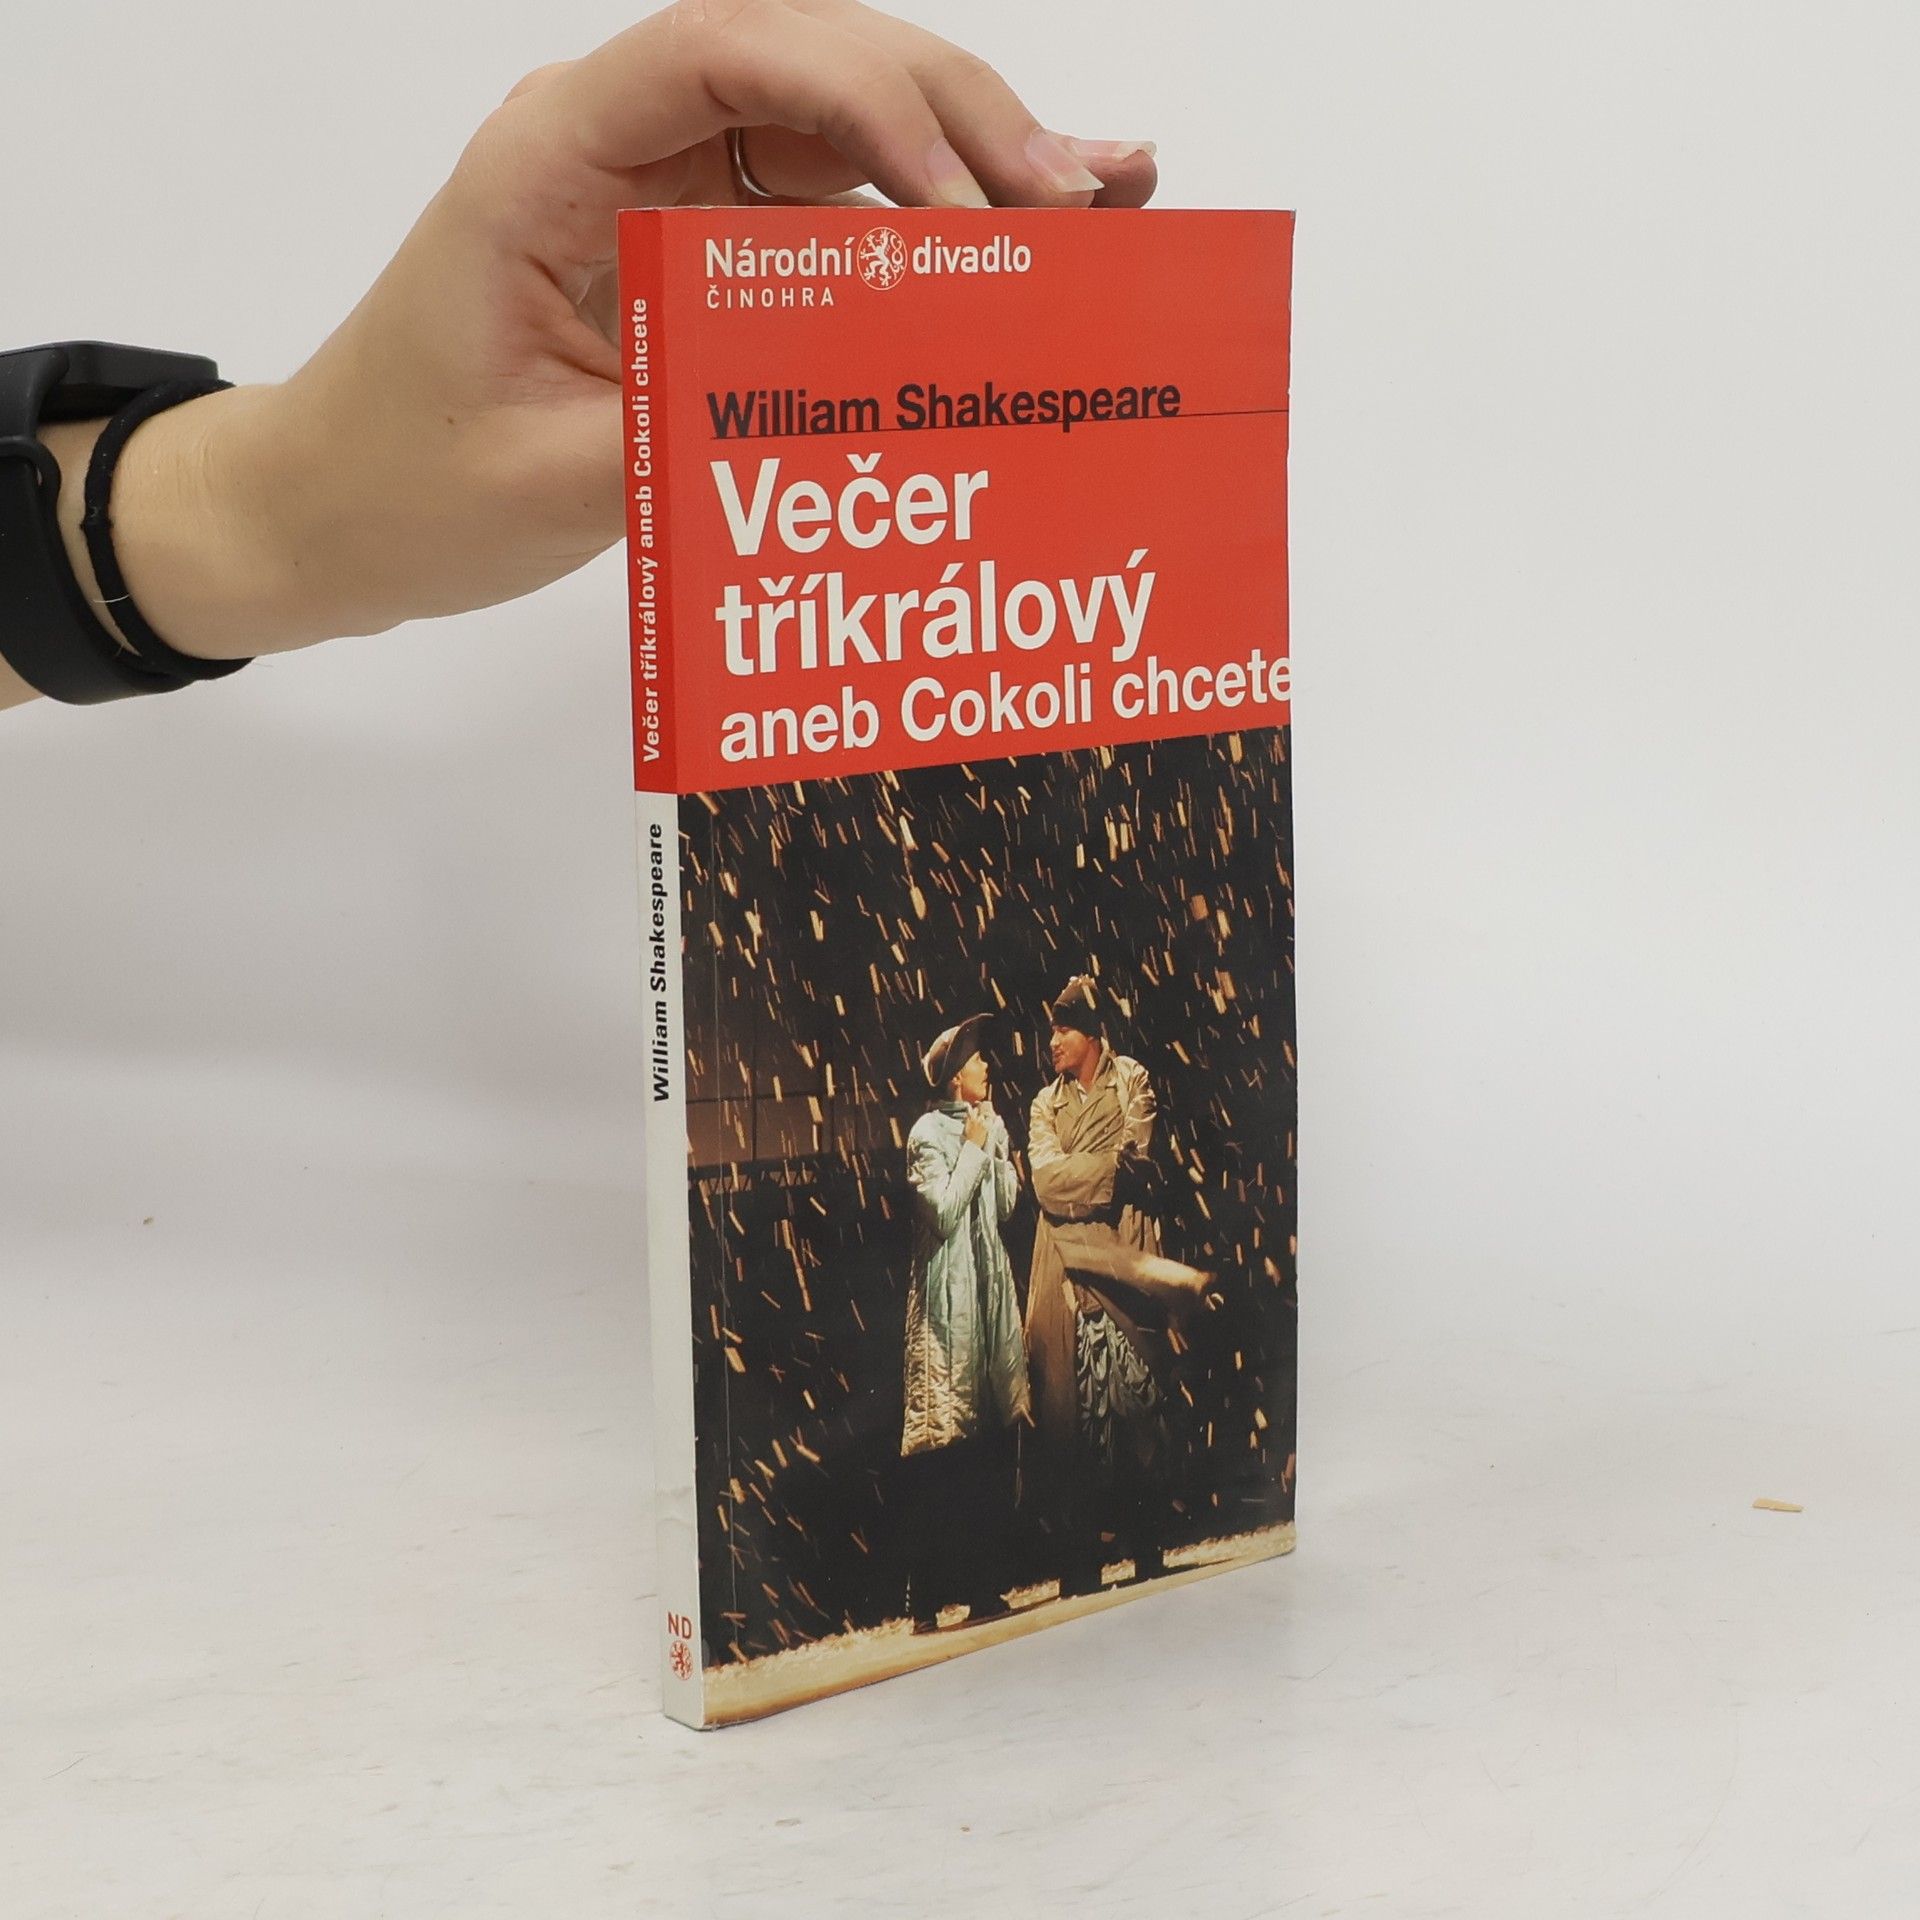 Národní divadlo
ČINOHRA
William Shakespeare
Večer
tříkrálový
aneb Cokoli chcete
Večer tříkrálový aneb Cokoli chcete
William Shakespeare
ND